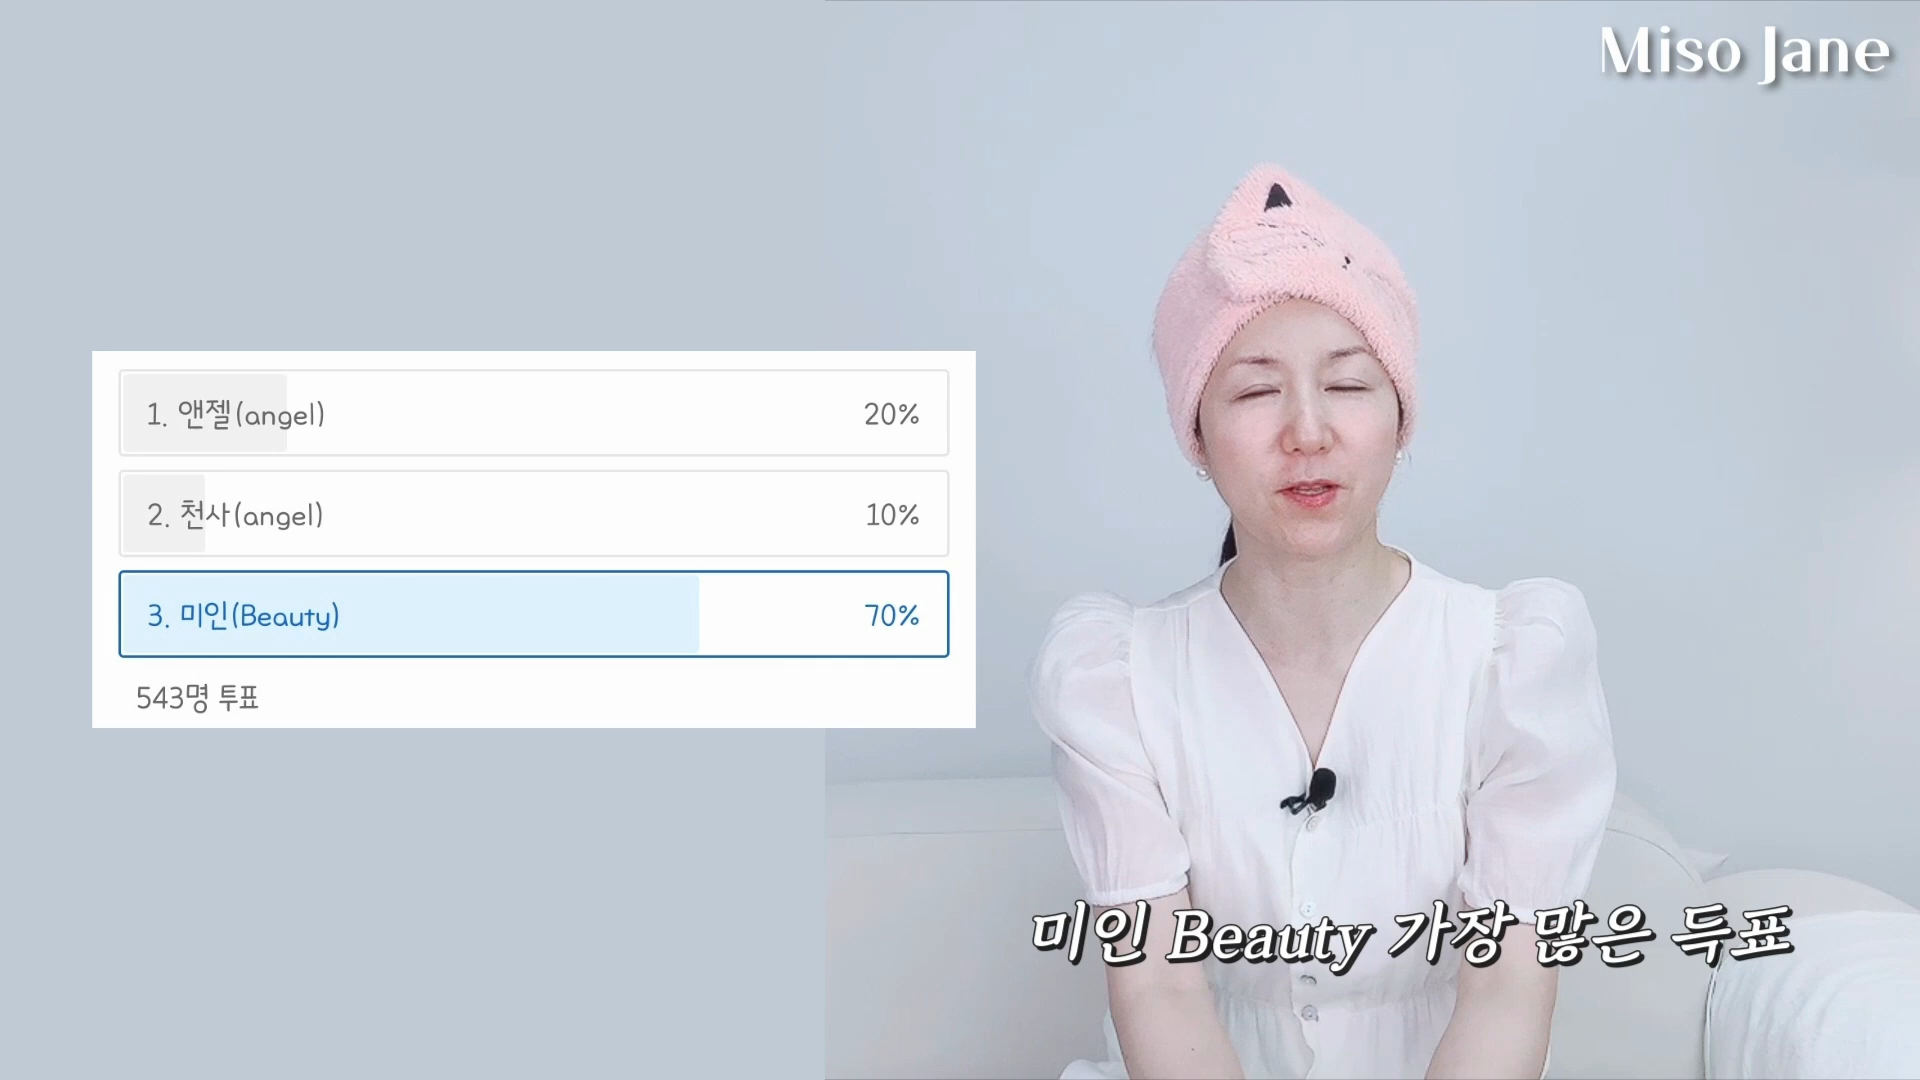 Miso Jane
1. 앤젤(angel) 20%
2. 천사(angel) 10%
3. 미인(Beauty) 70%
543명 투표
미인 Beauty 가장 많은 득표